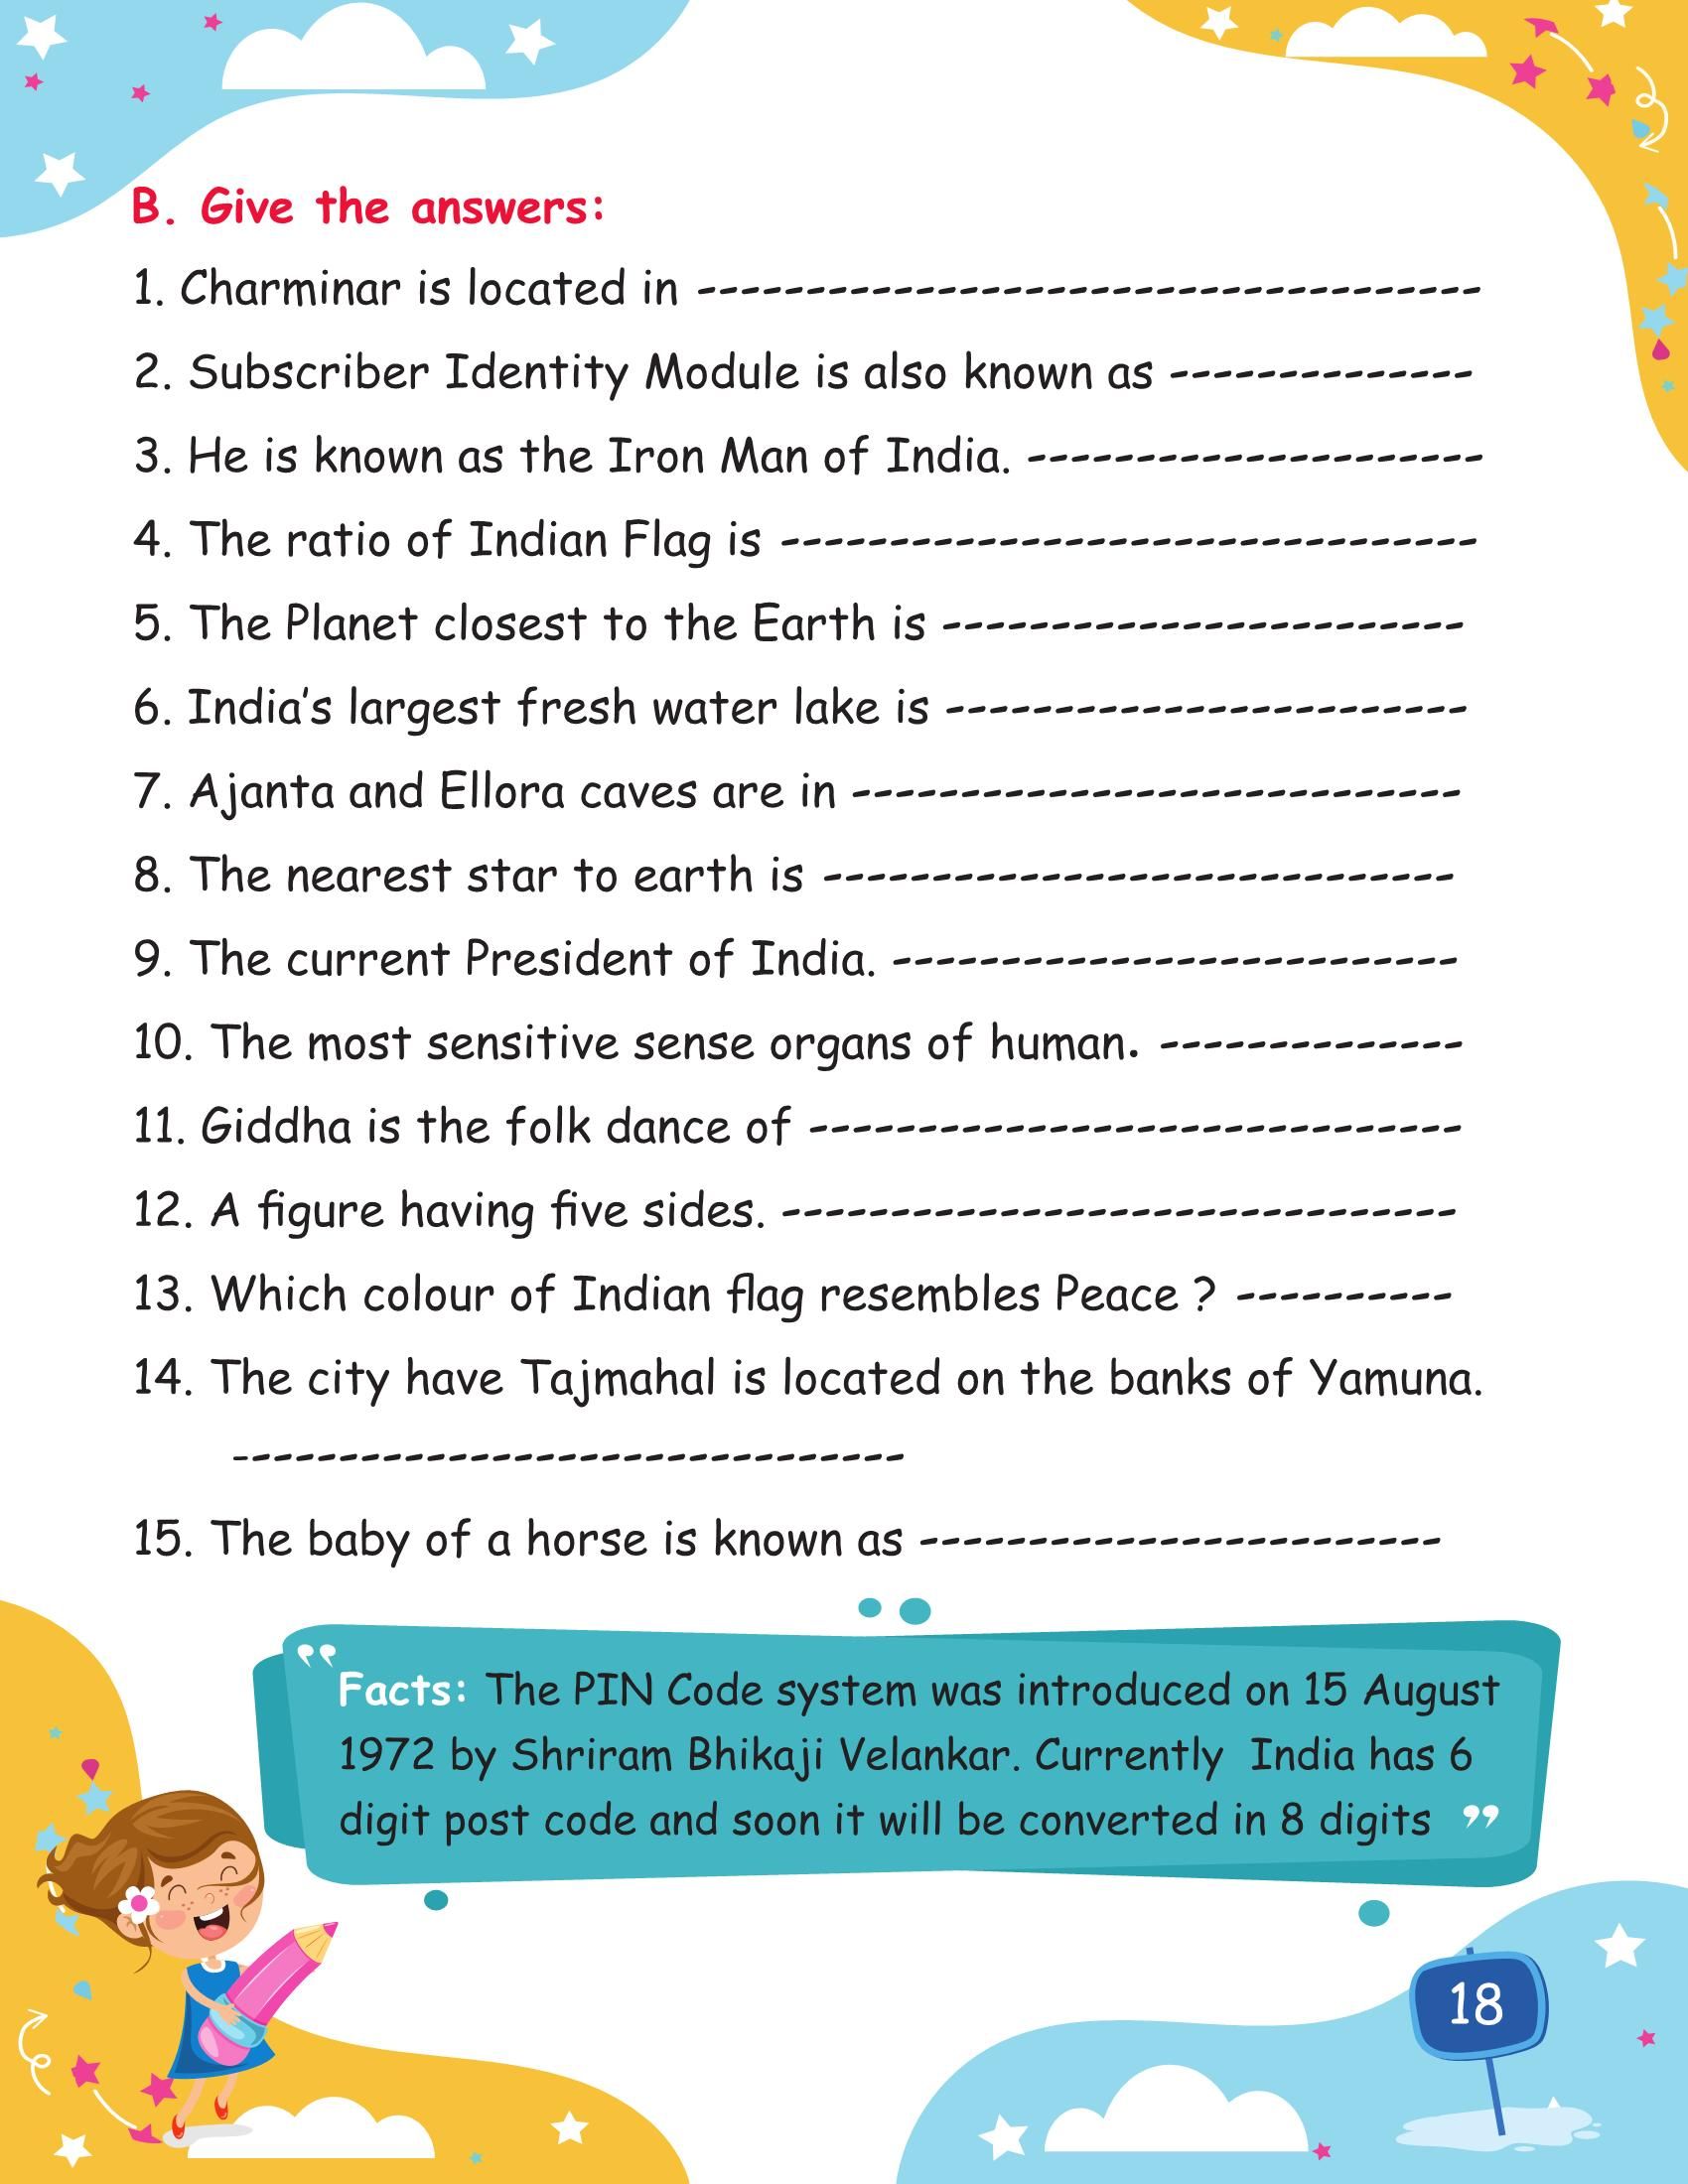 B. Give the answers:
1. Charminar is located in ------------------------------------
2. Subscriber Identity Module is also known as --------------
3. He is known as the Iron Man of India. ---------------------
4. The ratio of Indian Flag is --------------------------------
5. The Planet closest to the Earth is ------------------------
6. India's largest fresh water lake is ------------------------
7. Ajanta and Ellora caves are in ----------------------------
8. The nearest star to earth is -----------------------------
9. The current President of India. --------------------------
10. The most sensitive sense organs of human. --------------
11. Giddha is the folk dance of ------------------------------
12. A figure having five sides. -------------------------------
13. Which colour of Indian flag resembles Peace ? ----------
14. The city have Tajmahal is located on the banks of Yamuna.
-------------------------------
15. The baby of a horse is known as ------------------------
" Facts: The PIN Code system was introduced on 15 August
1972 by Shriram Bhikaji Velankar. Currently India has 6
digit post code and soon it will be converted in 8 digits "
18